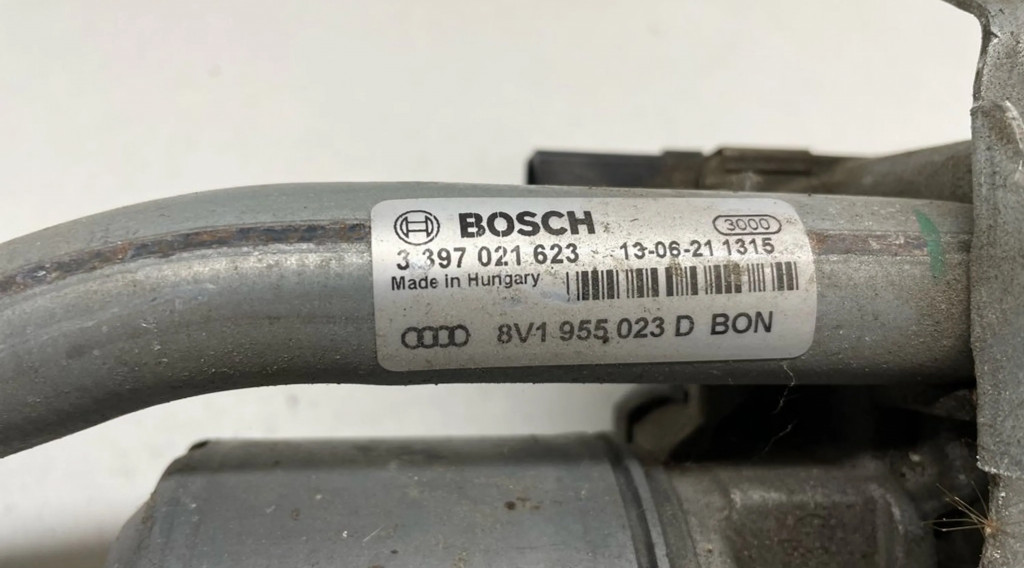 BOSCH 3000
3 397 021 623 13-06-21 1315
Made in Hungary
8V1 955 023 D BON